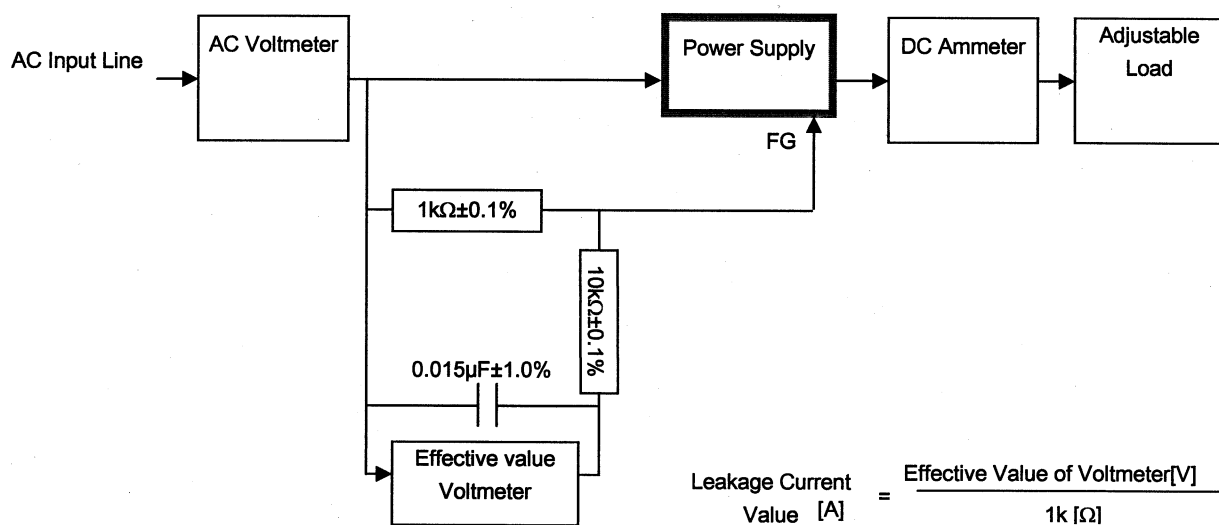 AC Input Line
AC Voltmeter
Power Supply
DC Ammeter
Adjustable
Load
FG
1kΩ±0.1%
10kΩ±0.1%
0.015µF±1.0%
Effective value
Voltmeter
Leakage Current
Value [A]
=
Effective Value of Voltmeter[V]
1k [Ω]